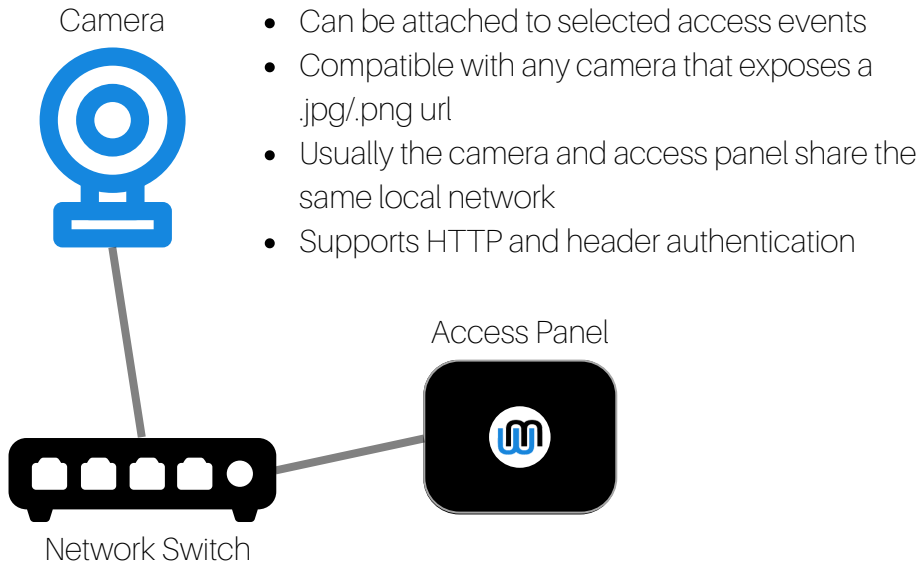 Camera
• Can be attached to selected access events
• Compatible with any camera that exposes a
.jpg/.png url
• Usually the camera and access panel share the
same local network
• Supports HTTP and header authentication
Access Panel
Network Switch